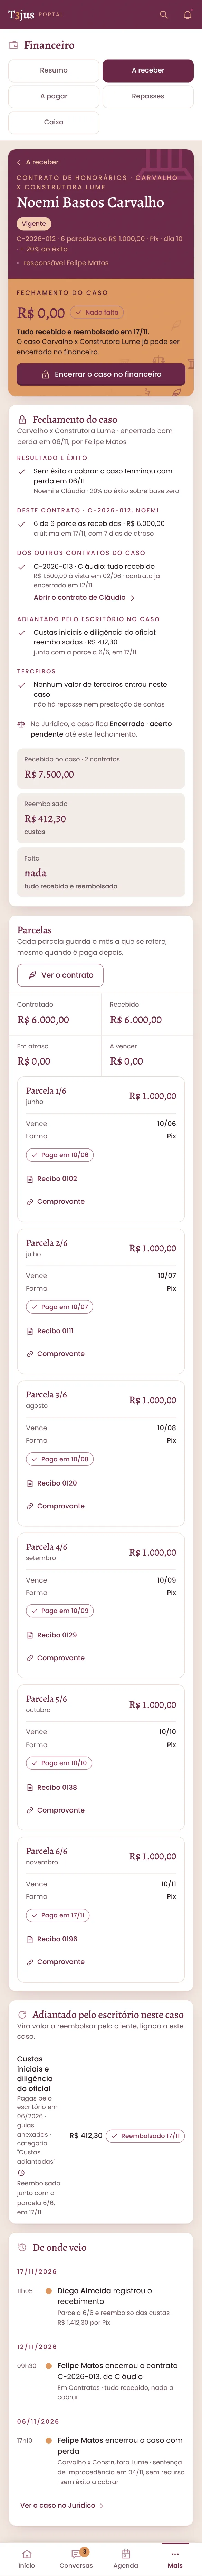 T3jus PORTAL
Financeiro
Resumo
A receber
A pagar
Repasses
Caixa
A receber
CONTRATO DE HONORÁRIOS · CARVALHO
X CONSTRUTORA LUME
Noemi Bastos Carvalho
Vigente
C-2026-012 · 6 parcelas de R$ 1.000,00 · Pix · dia 10
· + 20% do êxito
responsável Felipe Matos
FECHAMENTO DO CASO
R$ 0,00
Nada falta
Tudo recebido e reembolsado em 17/11.
O caso Carvalho x Construtora Lume já pode ser
encerrado no financeiro.
Encerrar o caso no financeiro
Fechamento do caso
Carvalho x Construtora Lume · encerrado com
perda em 06/11, por Felipe Matos
RESULTADO E ÊXITO
Sem êxito a cobrar: o caso terminou com
perda em 06/11
Noemi e Cláudio · 20% do êxito sobre base zero
DESTE CONTRATO · C-2026-012, NOEMI
6 de 6 parcelas recebidas · R$ 6.000,00
a última em 17/11, com 7 dias de atraso
DOS OUTROS CONTRATOS DO CASO
C-2026-013 · Cláudio: tudo recebido
R$ 1.500,00 à vista em 02/06 · contrato já
encerrado em 12/11
Abrir o contrato de Cláudio
ADIANTADO PELO ESCRITÓRIO NO CASO
Custas iniciais e diligência do oficial:
reembolsadas · R$ 412,30
junto com a parcela 6/6, em 17/11
TERCEIROS
Nenhum valor de terceiros entrou neste
caso
não há repasse nem prestação de contas
No Jurídico, o caso fica Encerrado · acerto
pendente até este fechamento.
Recebido no caso · 2 contratos
R$ 7.500,00
Reembolsado
R$ 412,30
custas
Falta
nada
tudo recebido e reembolsado
Parcelas
Cada parcela guarda o mês a que se refere,
mesmo quando é paga depois.
Ver o contrato
Contratado
R$ 6.000,00
Recebido
R$ 6.000,00
Em atraso
R$ 0,00
A vencer
R$ 0,00
Parcela 1/6
junho
R$ 1.000,00
Vence 10/06
Forma Pix
Paga em 10/06
Recibo 0102
Comprovante
Parcela 2/6
julho
R$ 1.000,00
Vence 10/07
Forma Pix
Paga em 10/07
Recibo 0111
Comprovante
Parcela 3/6
agosto
R$ 1.000,00
Vence 10/08
Forma Pix
Paga em 10/08
Recibo 0120
Comprovante
Parcela 4/6
setembro
R$ 1.000,00
Vence 10/09
Forma Pix
Paga em 10/09
Recibo 0129
Comprovante
Parcela 5/6
outubro
R$ 1.000,00
Vence 10/10
Forma Pix
Paga em 10/10
Recibo 0138
Comprovante
Parcela 6/6
novembro
R$ 1.000,00
Vence 10/11
Forma Pix
Paga em 17/11
Recibo 0196
Comprovante
Adiantado pelo escritório neste caso
Vira valor a reembolsar pelo cliente, ligado a este
caso.
Custas
iniciais e
diligência
do oficial
Pagas pelo
escritório em
06/2026 ·
guias
anexadas ·
categoria
"Custas
adiantadas"
Reembolsado
junto com a
parcela 6/6,
em 17/11
R$ 412,30
Reembolsado 17/11
De onde veio
17/11/2026
11h05
Diego Almeida registrou o
recebimento
Parcela 6/6 e reembolso das custas ·
R$ 1.412,30 por Pix
12/11/2026
09h30
Felipe Matos encerrou o contrato
C-2026-013, de Cláudio
Em Contratos · tudo recebido, nada a
cobrar
06/11/2026
17h10
Felipe Matos encerrou o caso com
perda
Carvalho x Construtora Lume · sentença
de improcedência em 04/11, sem recurso
· sem êxito a cobrar
Ver o caso no Jurídico
Início
3
Conversas
Agenda
Mais